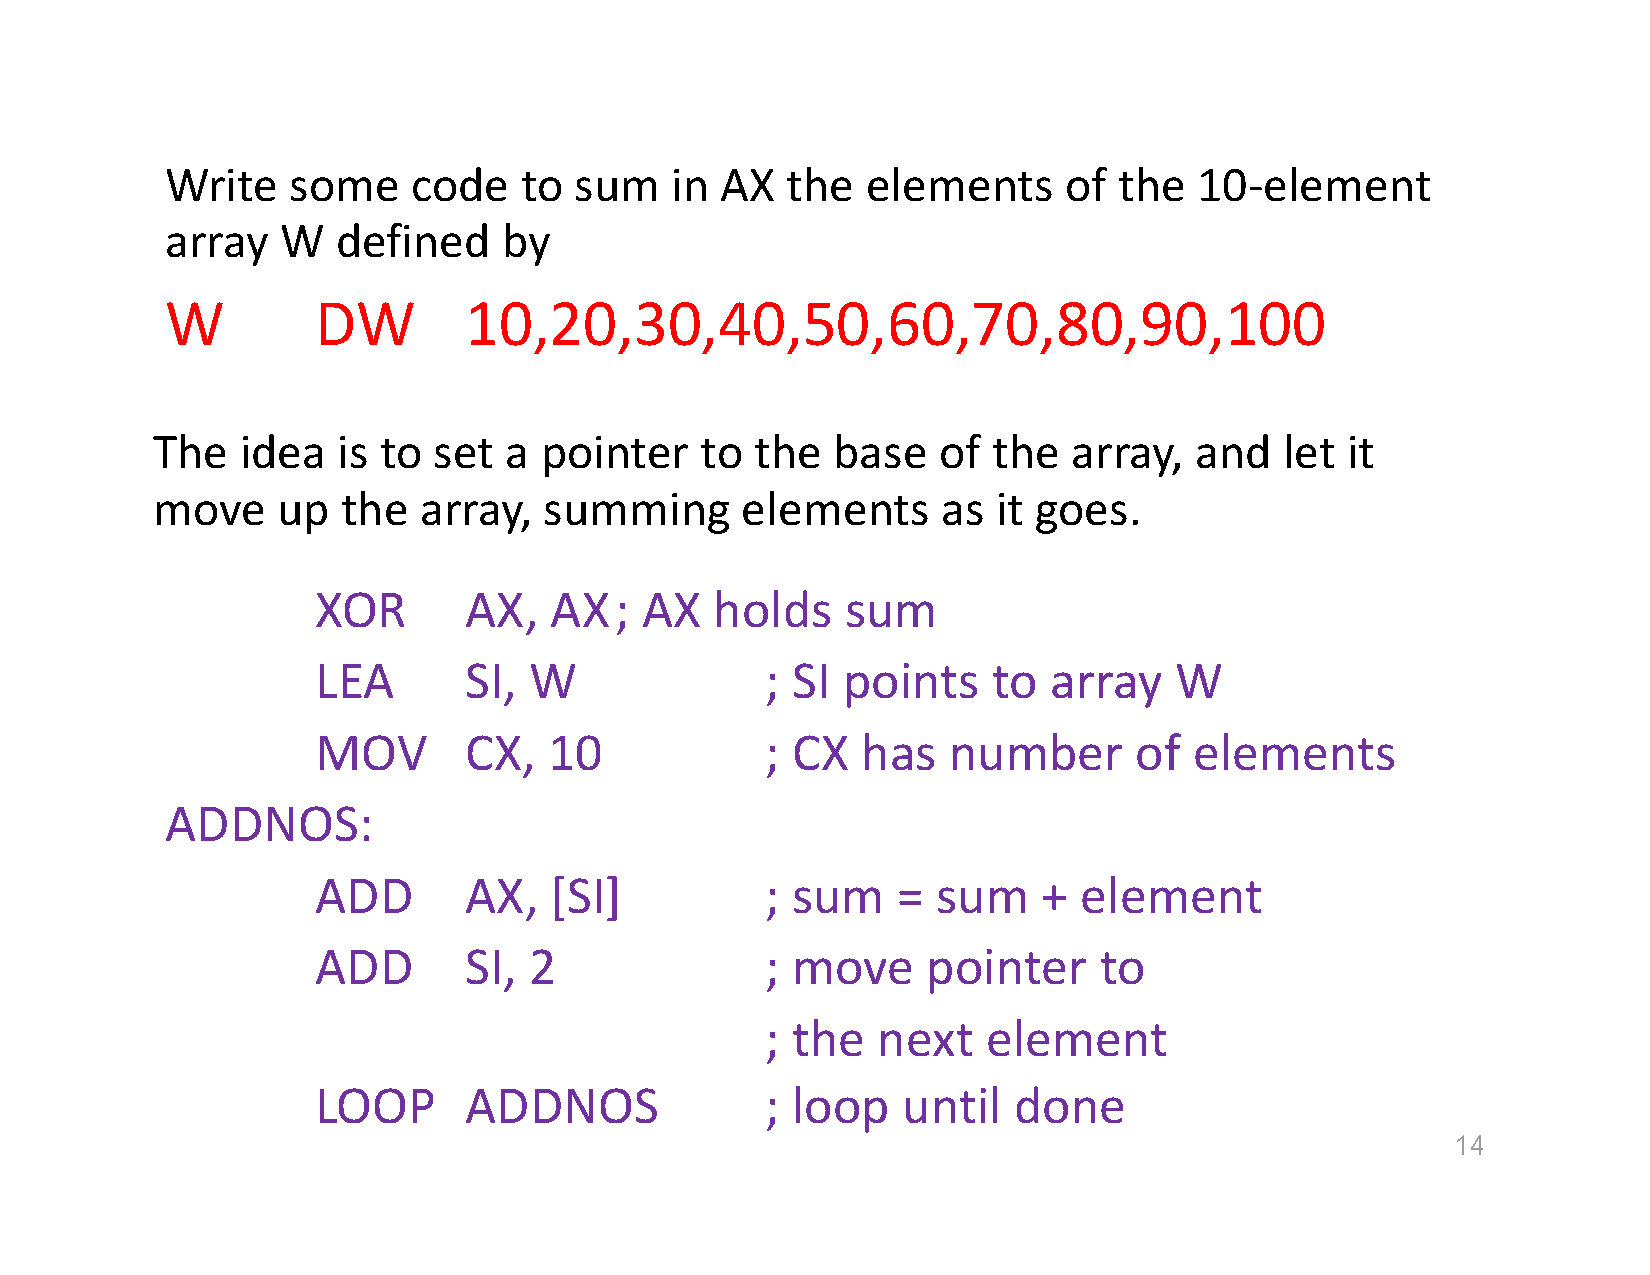 Write some code to sum in AX the elements of the 10-element
array W defined by
W DW 10,20,30,40,50,60,70,80,90,100
The idea is to set a pointer to the base of the array, and let it
move up the array, summing elements as it goes.
XOR AX, AX ; AX holds sum
LEA SI, W ; SI points to array W
MOV CX, 10 ; CX has number of elements
ADDNOS:
ADD AX, [SI] ; sum = sum + element
ADD SI, 2 ; move pointer to
; the next element
LOOP ADDNOS ; loop until done
14